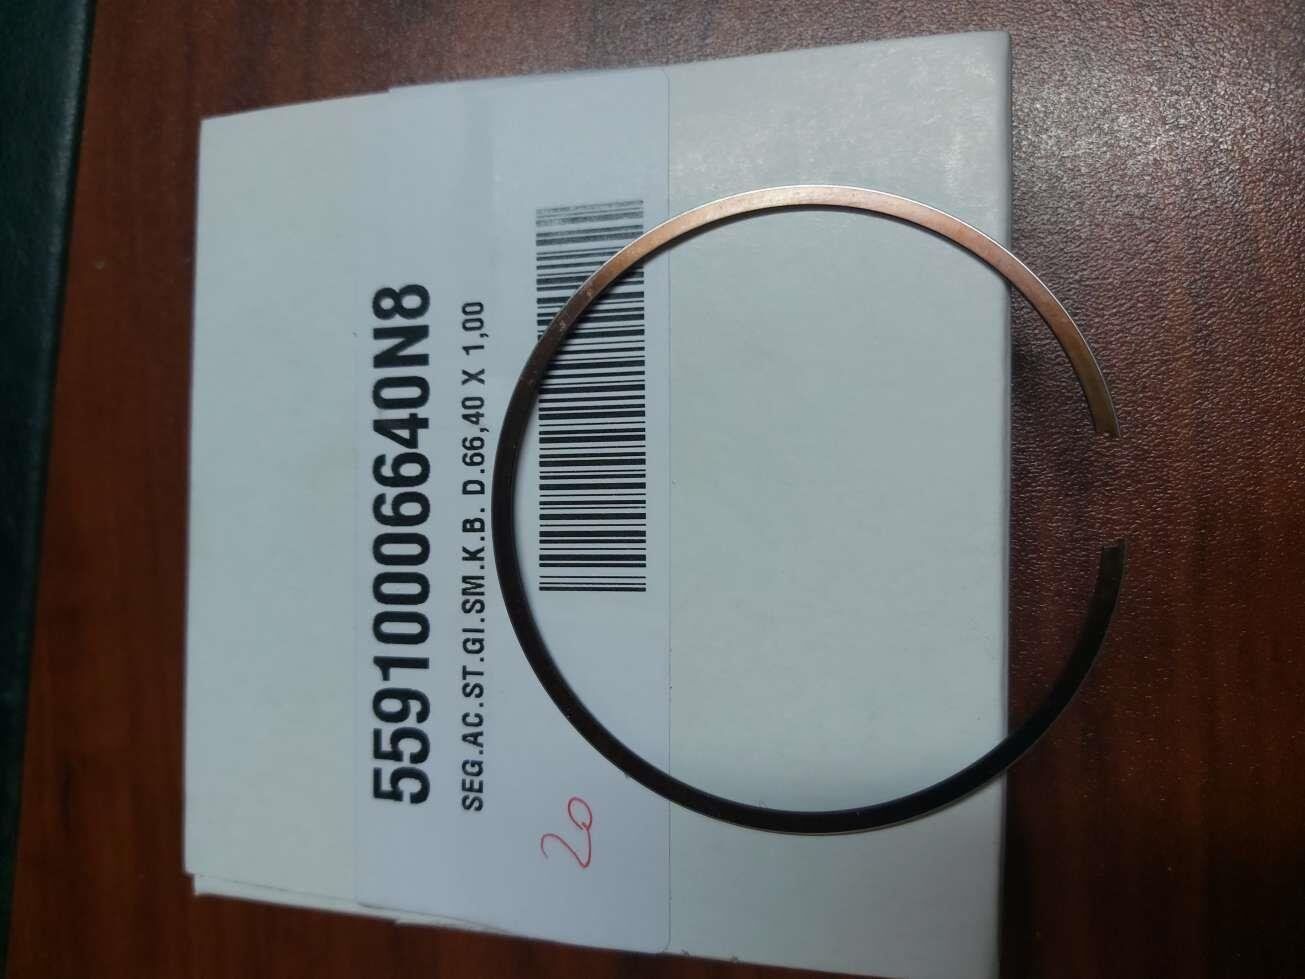 55910006640N8
SEG.AC.ST.GI.SM.K.B. D.66,40 X 1,00
20